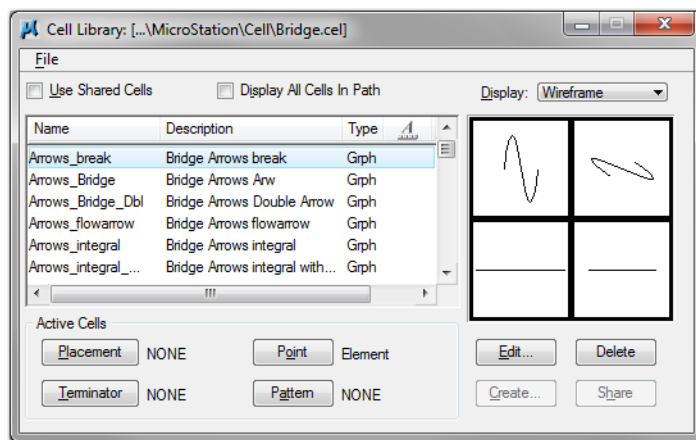 Cell Library: [...\MicroStation\Cell\Bridge.cel]
File
Use Shared Cells Display All Cells In Path Display: Wireframe
Name Description Type A
Arrows_break Bridge Arrows break Grph
Arrows_Bridge Bridge Arrows Arw Grph
Arrows_Bridge_Dbl Bridge Arrows Double Arrow Grph
Arrows_flowarrow Bridge Arrows flowarrow Grph
Arrows_integral Bridge Arrows integral Grph
Arrows_integral_... Bridge Arrows integral with... Grph
Active Cells
Placement NONE Point Element Edit... Delete
Terminator NONE Pattern NONE Create... Share